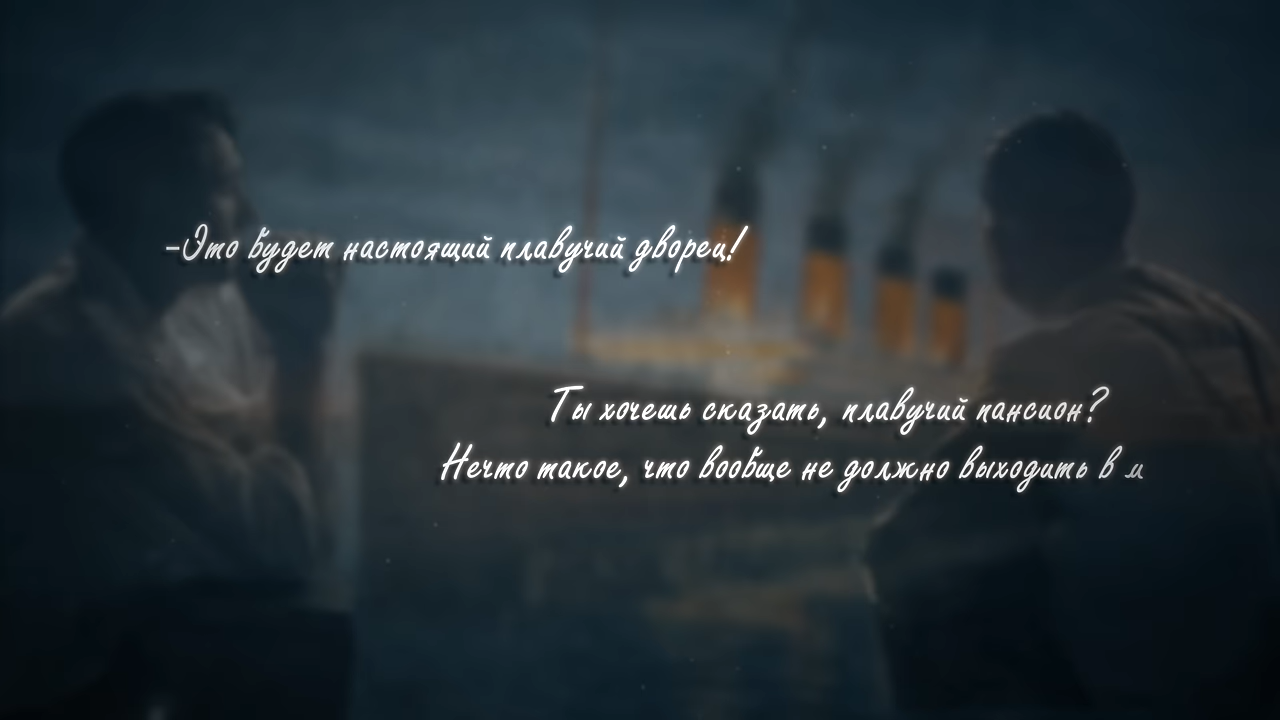 -Это будет настоящий плавучий дворец!
Ты хочешь сказать, плавучий пансион?
Нечто такое, что вообще не должно выходить в м